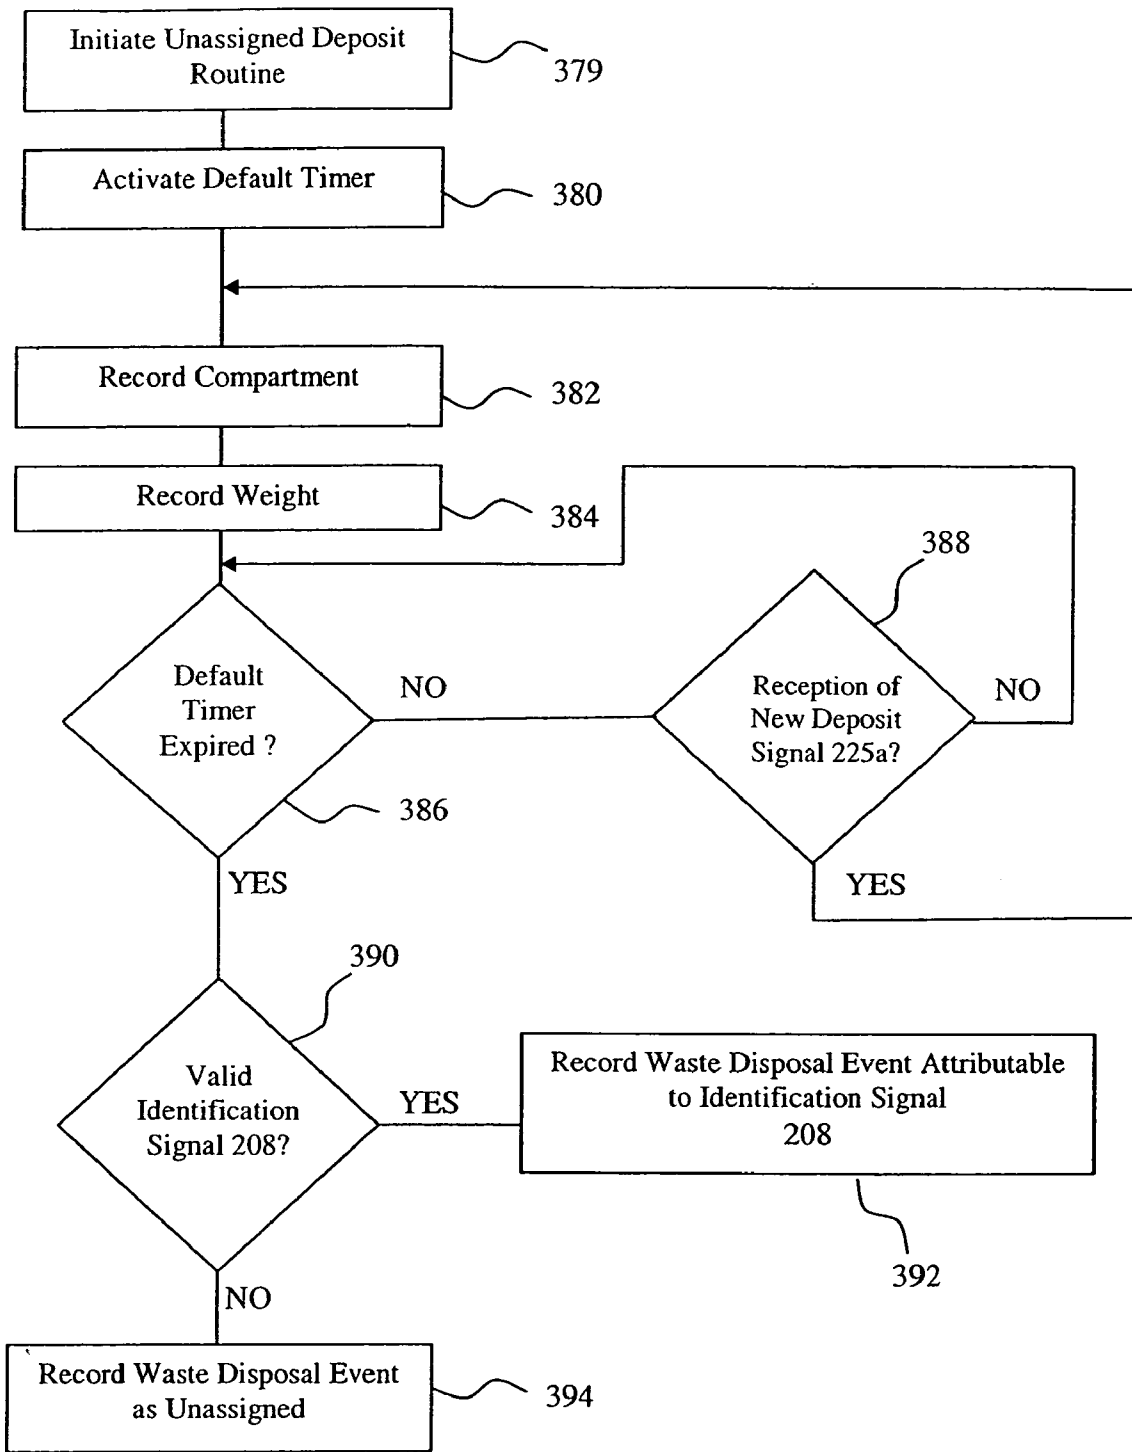 Initiate Unassigned Deposit
Routine
379
Activate Default Timer
380
Record Compartment
382
Record Weight
384
388
Default
Timer
Expired ?
NO
Reception of
New Deposit
Signal 225a?
NO
386
YES
YES
390
Valid
Identification
Signal 208?
YES
Record Waste Disposal Event Attributable
to Identification Signal
208
392
NO
Record Waste Disposal Event
as Unassigned
394